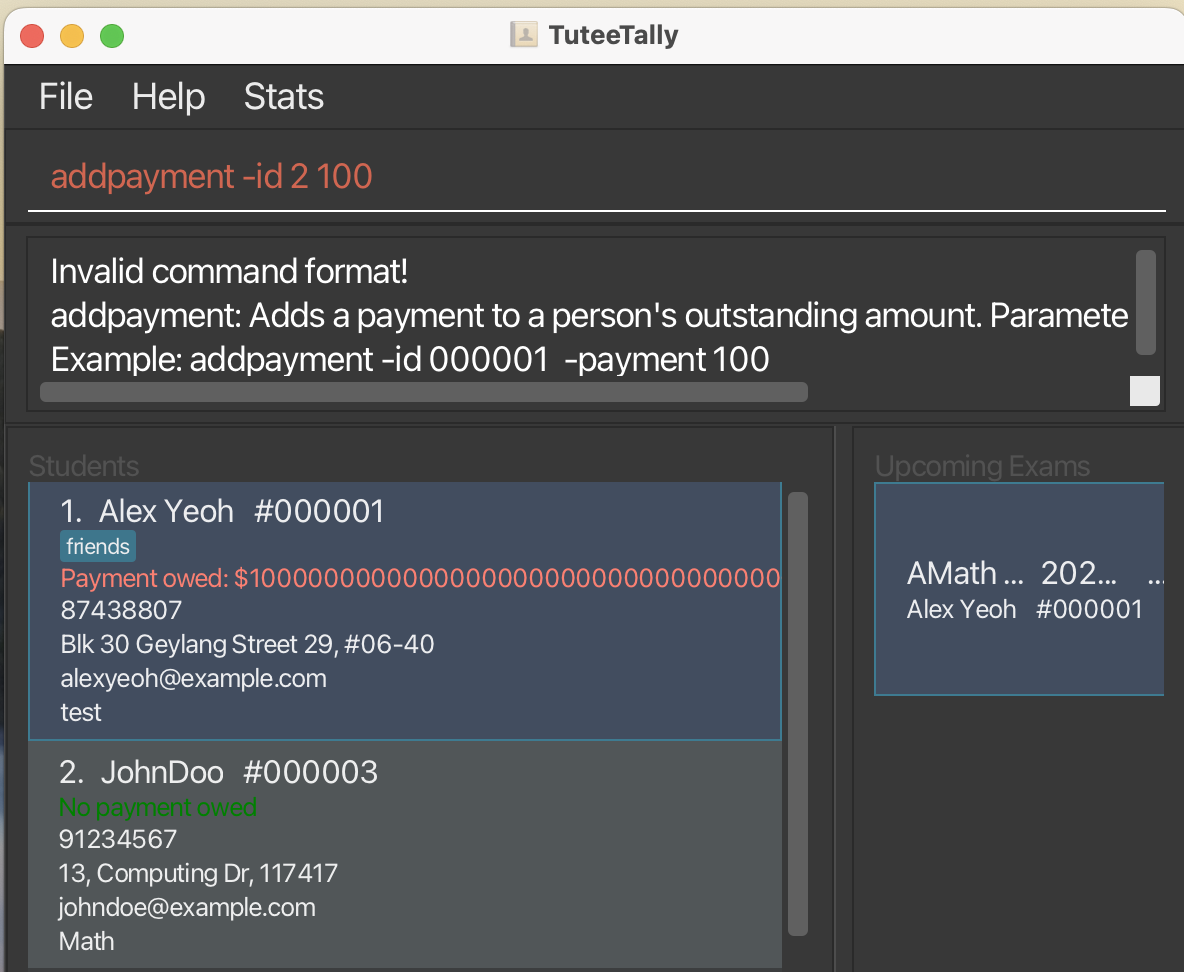 TuteeTally
File Help Stats
addpayment -id 2 100
Invalid command format!
addpayment: Adds a payment to a person's outstanding amount. Paramete
Example: addpayment -id 000001  -payment 100
Students
1. Alex Yeoh #000001
friends
Payment owed: $10000000000000000000000000000000000
87438807
Blk 30 Geylang Street 29, #06-40
alexyeoh@example.com
test
2. JohnDoo #000003
No payment owed
91234567
13, Computing Dr, 117417
johndoe@example.com
Math
Upcoming Exams
AMath ... 202... ...
Alex Yeoh #000001